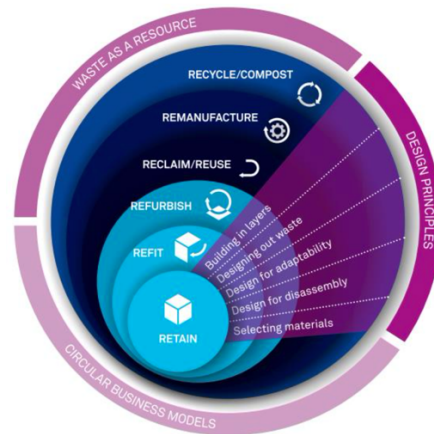 WASTE AS A RESOURCE
DESIGN PRINCIPLES
CIRCULAR BUSINESS MODELS
RECYCLE/COMPOST
REMANUFACTURE
RECLAIM/REUSE
REFURBISH
REFIT
RETAIN
Building in layers
Designing out waste
Design for adaptability
Design for disassembly
Selecting materials